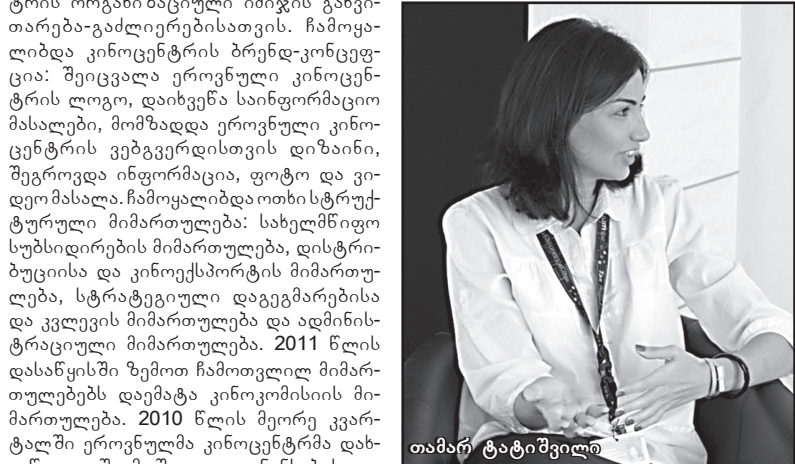 ტრის ორგანიზაციული იმიჯის განვი-
თარება-გაძლიერებისათვის. ჩამოყა-
ლიბდა კინოცენტრის ბრენდ-კონცეფ-
ცია: შეიცვალა ეროვნული კინოცენ-
ტრის ლოგო, დაიხვეწა საინფორმაციო
მასალები, მომზადდა ეროვნული კინო-
ცენტრის ვებგვერდისთვის დიზაინი,
შეგროვდა ინფორმაცია, ფოტო და ვი-
დეო მასალა. ჩამოყალიბდა ოთხი სტრუქ-
ტურული მიმართულება: სახელმწიფო
სუბსიდირების მიმართულება, დისტრი-
ბუციისა და კინოექსპორტის მიმართუ-
ლება, სტრატეგიული დაგეგმარებისა
და კვლევის მიმართულება და ადმინის-
ტრაციული მიმართულება. 2011 წლის
დასაწყისში ზემოთ ჩამოთვლილ მიმარ-
თულებებს დაემატა კინოკომისიის მი-
მართულება. 2010 წლის მეორე კვარ-
ტალში ეროვნულმა კინოცენტრმა დახ-
თამარ ტატიშვილი